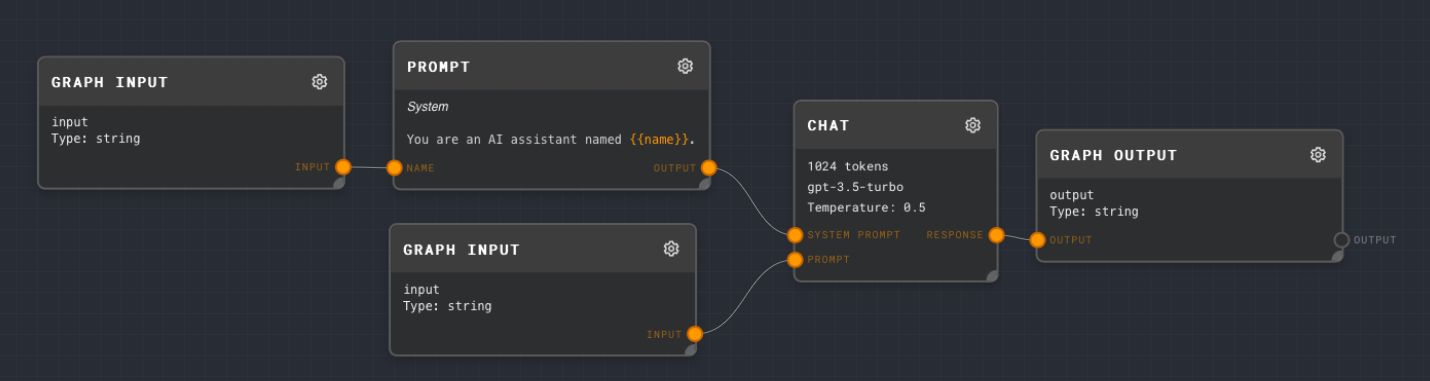 GRAPH INPUT
input
Type: string
INPUT
PROMPT
System
You are an AI assistant named {{name}}.
NAME
OUTPUT
GRAPH INPUT
input
Type: string
INPUT
CHAT
1024 tokens
gpt-3.5-turbo
Temperature: 0.5
SYSTEM PROMPT
RESPONSE
PROMPT
GRAPH OUTPUT
output
Type: string
OUTPUT
OUTPUT